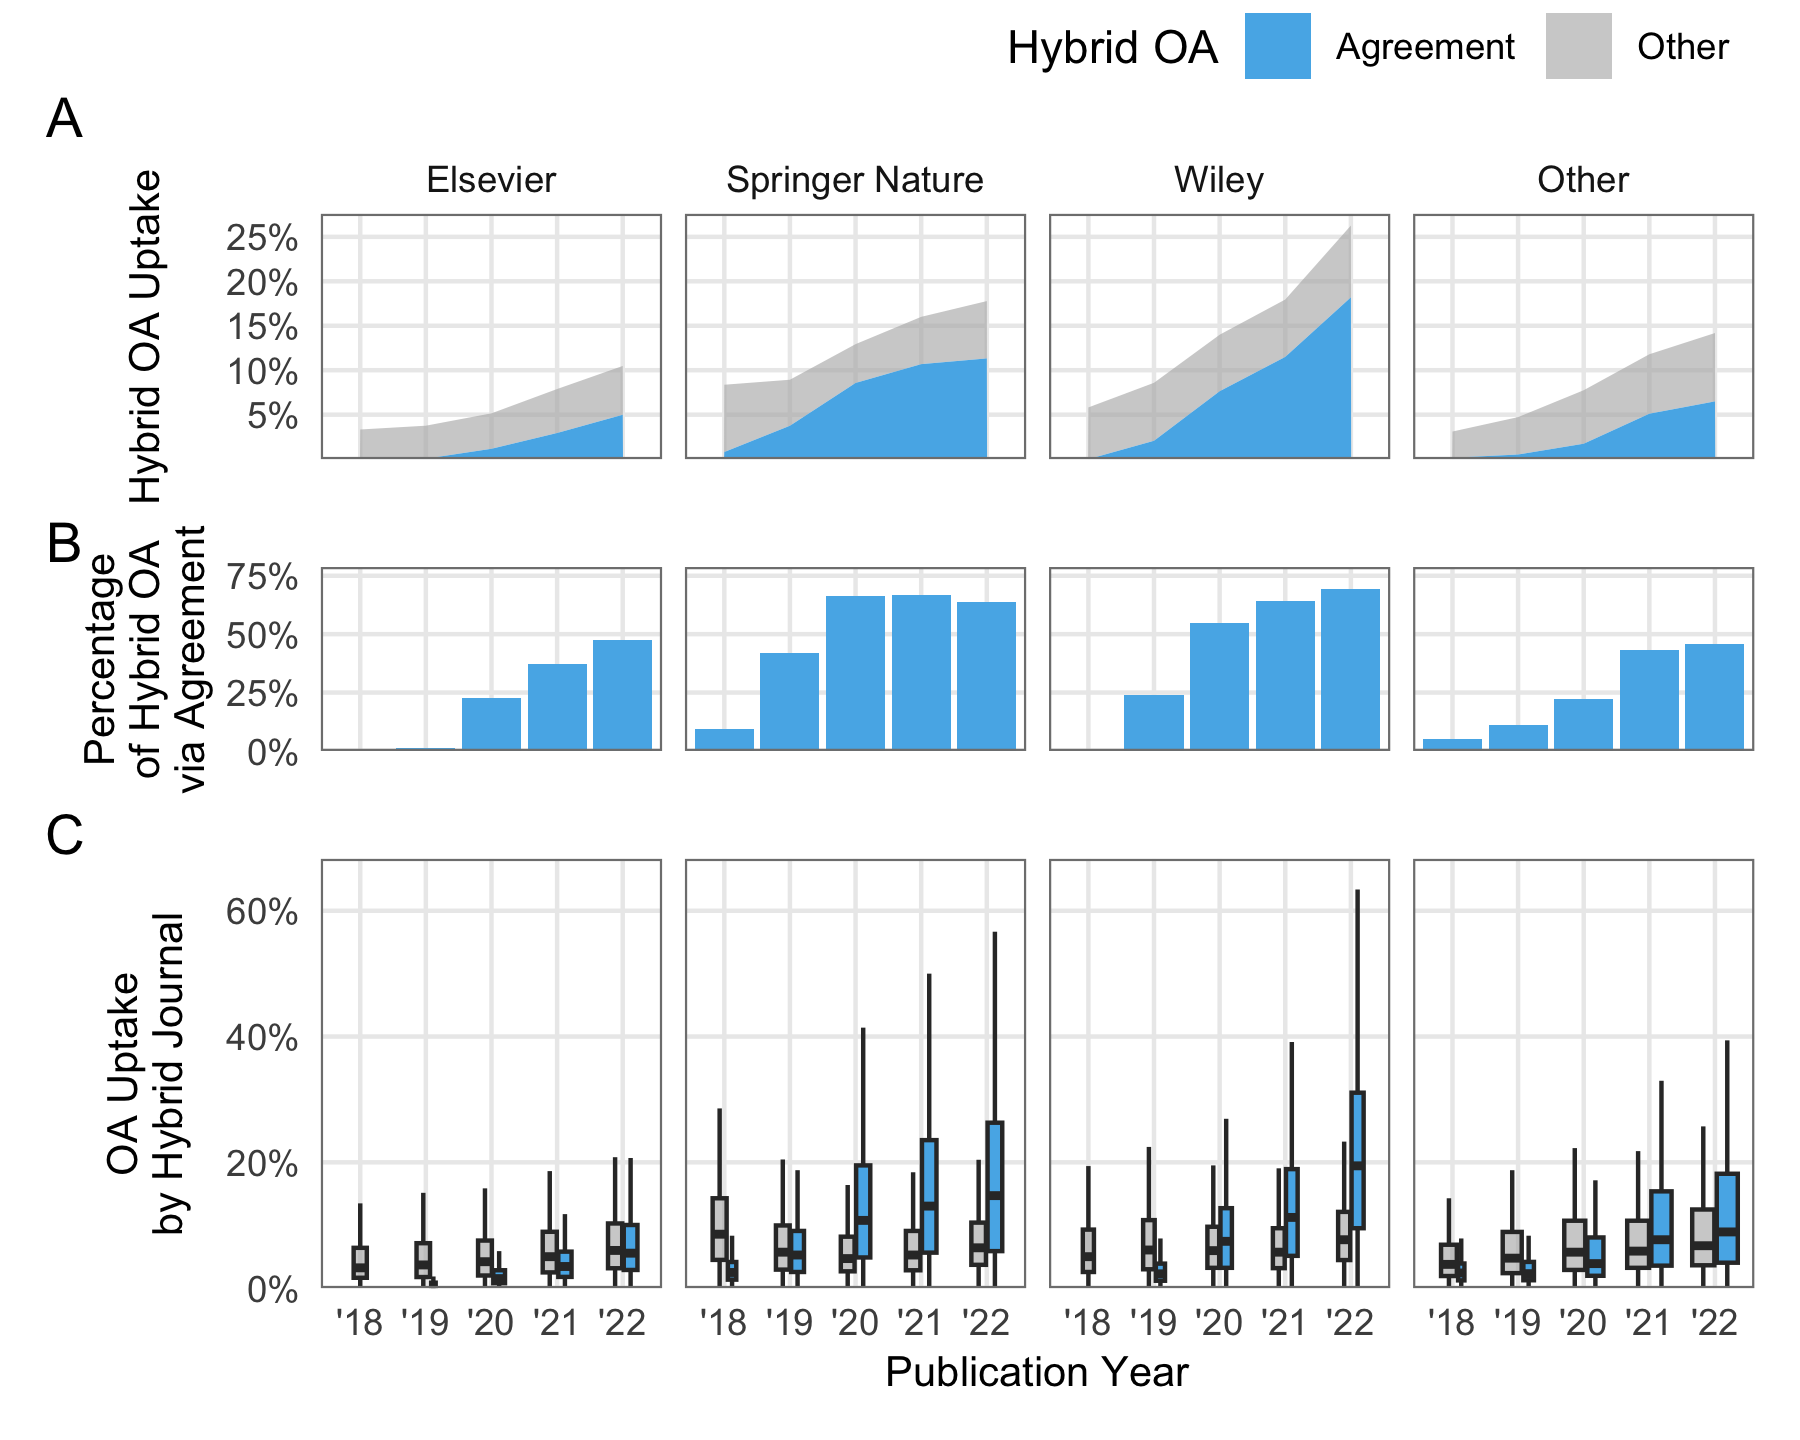 Hybrid OA Agreement Other
A
Elsevier Springer Nature Wiley Other
Hybrid OA Uptake
25%
20%
15%
10%
5%
B
Percentage
of Hybrid OA
via Agreement
75%
50%
25%
0%
C
OA Uptake
by Hybrid Journal
60%
40%
20%
0%
'18 '19 '20 '21 '22 '18 '19 '20 '21 '22 '18 '19 '20 '21 '22 '18 '19 '20 '21 '22
Publication Year